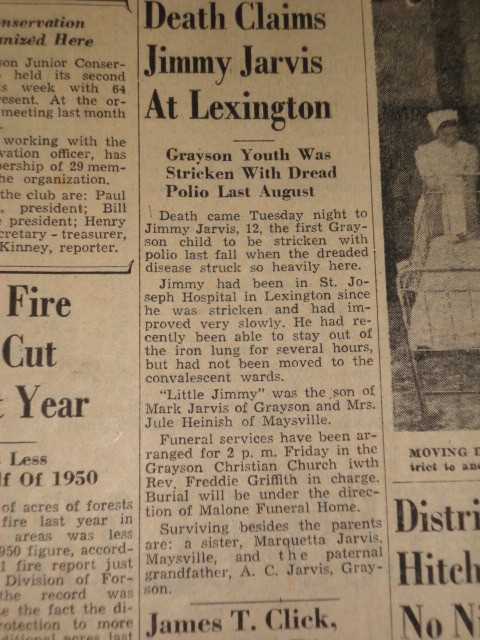 nservation
nized Here
son Junior Conser-
held its second
s week with 64
resent. At the or-
meeting last month
working with the
vation officer, has
bership of 29 mem-
he organization.
the club are: Paul
president; Bill
president; Henry
cretary - treasurer,
Kinney, reporter.
Fire
Cut
t Year
Less
lf Of 1950
of acres of forests
fire last year in
areas was less
950 figure, accord-
l fire report just
Division of For-
the record was
e the fact the di-
rotection to more
ditional acres last
Death Claims
Jimmy Jarvis
At Lexington
Grayson Youth Was
Stricken With Dread
Polio Last August
Death came Tuesday night to
Jimmy Jarvis, 12, the first Gray-
son child to be stricken with
polio last fall when the dreaded
disease struck so heavily here.
Jimmy had been in St. Jo-
seph Hospital in Lexington since
he was stricken and had im-
proved very slowly. He had re-
cently been able to stay out of
the iron lung for several hours,
but had not been moved to the
convalescent wards.
"Little Jimmy" was the son of
Mark Jarvis of Grayson and Mrs.
Jule Heinish of Maysville.
Funeral services have been ar-
ranged for 2 p. m. Friday in the
Grayson Christian Church iwth
Rev. Freddie Griffith in charge.
Burial will be under the direc-
tion of Malone Funeral Home.
Surviving besides the parents
are: a sister, Marquetta Jarvis,
Maysville, and the paternal
grandfather, A. C. Jarvis, Gray-
son.
James T. Click,
MOVING
trict to
Distri
Hitch
No Ni